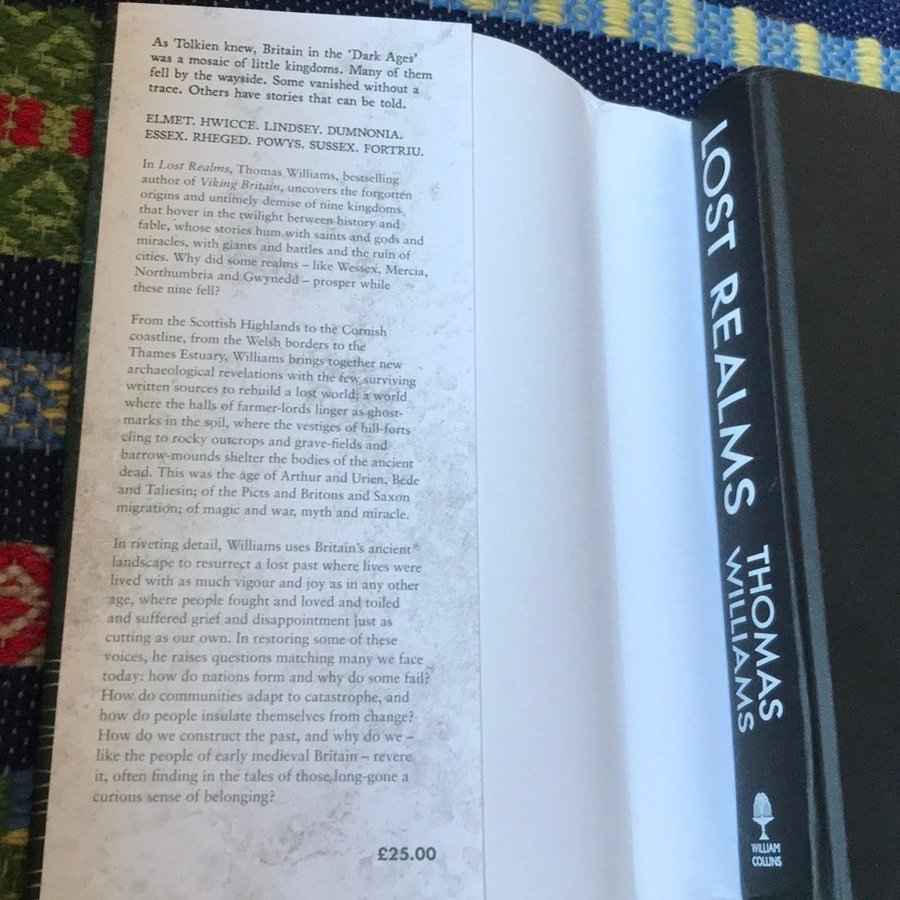 As Tolkien knew, Britain in the 'Dark Ages'
was a mosaic of little kingdoms. Many of them
fell by the wayside. Some vanished without a
trace. Others have stories that can be told.
ELMET. HWICCE. LINDSEY. DUMNONIA.
ESSEX. RHEGED. POWYS. SUSSEX. FORTRIU.
In Lost Realms, Thomas Williams, bestselling
author of Viking Britain, uncovers the forgotten
origins and untimely demise of nine kingdoms
that hover in the twilight between history and
fable, whose stories hum with saints and gods and
miracles, with giants and battles and the ruin of
cities. Why did some realms – like Wessex, Mercia,
Northumbria and Gwynedd – prosper while
these nine fell?
From the Scottish Highlands to the Cornish
coastline, from the Welsh borders to the
Thames Estuary, Williams brings together new
archaeological revelations with the few surviving
written sources to rebuild a lost world; a world
where the halls of farmer-lords linger as ghost-
marks in the soil, where the vestiges of hill-forts
cling to rocky outcrops and grave-fields and
barrow-mounds shelter the bodies of the ancient
dead. This was the age of Arthur and Urien, Bede
and Taliesin; of the Picts and Britons and Saxon
migration; of magic and war, myth and miracle.
In riveting detail, Williams uses Britain's ancient
landscape to resurrect a lost past where lives were
lived with as much vigour and joy as in any other
age, where people fought and loved and toiled
and suffered grief and disappointment just as
cutting as our own. In restoring some of these
voices, he raises questions matching many we face
today: how do nations form and why do some fail?
How do communities adapt to catastrophe, and
how do people insulate themselves from change?
How do we construct the past, and why do we –
like the people of early medieval Britain – revere
it, often finding in the tales of those long-gone a
curious sense of belonging?
£25.00
LOST REALMS
THOMAS
WILLIAMS
WILLIAM
COLLINS